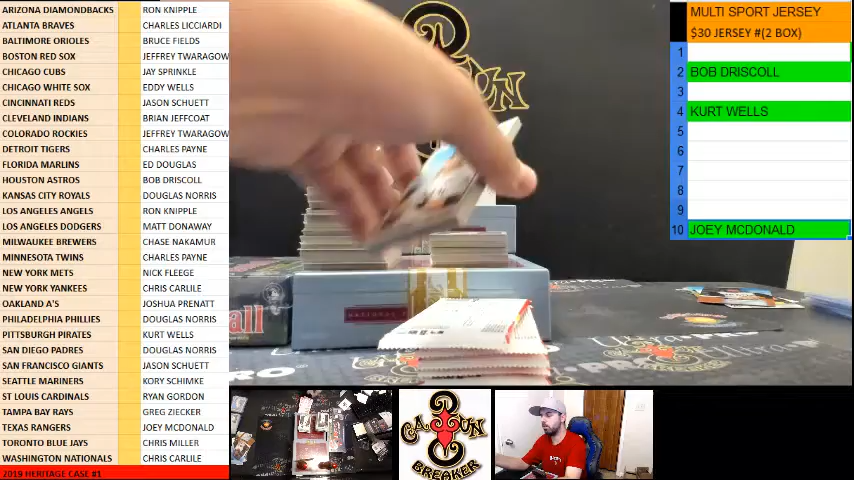 ARIZONA DIAMONDBACKS RON KNIPPLE
ATLANTA BRAVES CHARLES LICCIARDI
BALTIMORE ORIOLES BRUCE FIELDS
BOSTON RED SOX JEFFREY TWARAGOW
CHICAGO CUBS JAY SPRINKLE
CHICAGO WHITE SOX EDDY WELLS
CINCINNATI REDS JASON SCHUETT
CLEVELAND INDIANS BRIAN JEFFCOAT
COLORADO ROCKIES JEFFREY TWARAGOW
DETROIT TIGERS CHARLES PAYNE
FLORIDA MARLINS ED DOUGLAS
HOUSTON ASTROS BOB DRISCOLL
KANSAS CITY ROYALS DOUGLAS NORRIS
LOS ANGELES ANGELS RON KNIPPLE
LOS ANGELES DODGERS MATT DONAWAY
MILWAUKEE BREWERS CHASE NAKAMUR
MINNESOTA TWINS CHARLES PAYNE
NEW YORK METS NICK FLEEGE
NEW YORK YANKEES CHRIS CARLILE
OAKLAND A'S JOSHUA PRENATT
PHILADELPHIA PHILLIES DOUGLAS NORRIS
PITTSBURGH PIRATES KURT WELLS
SAN DIEGO PADRES DOUGLAS NORRIS
SAN FRANCISCO GIANTS JASON SCHUETT
SEATTLE MARINERS KORY SCHIMKE
ST LOUIS CARDINALS RYAN GORDON
TAMPA BAY RAYS GREG ZIECKER
TEXAS RANGERS JOEY MCDONALD
TORONTO BLUE JAYS CHRIS MILLER
WASHINGTON NATIONALS CHRIS CARLILE
2019 HERITAGE CASE #1
MULTI SPORT JERSEY
$30 JERSEY #(2 BOX)
1
2 BOB DRISCOLL
3
4 KURT WELLS
5
6
7
8
9
10 JOEY MCDONALD
CAJUN
BREAKER